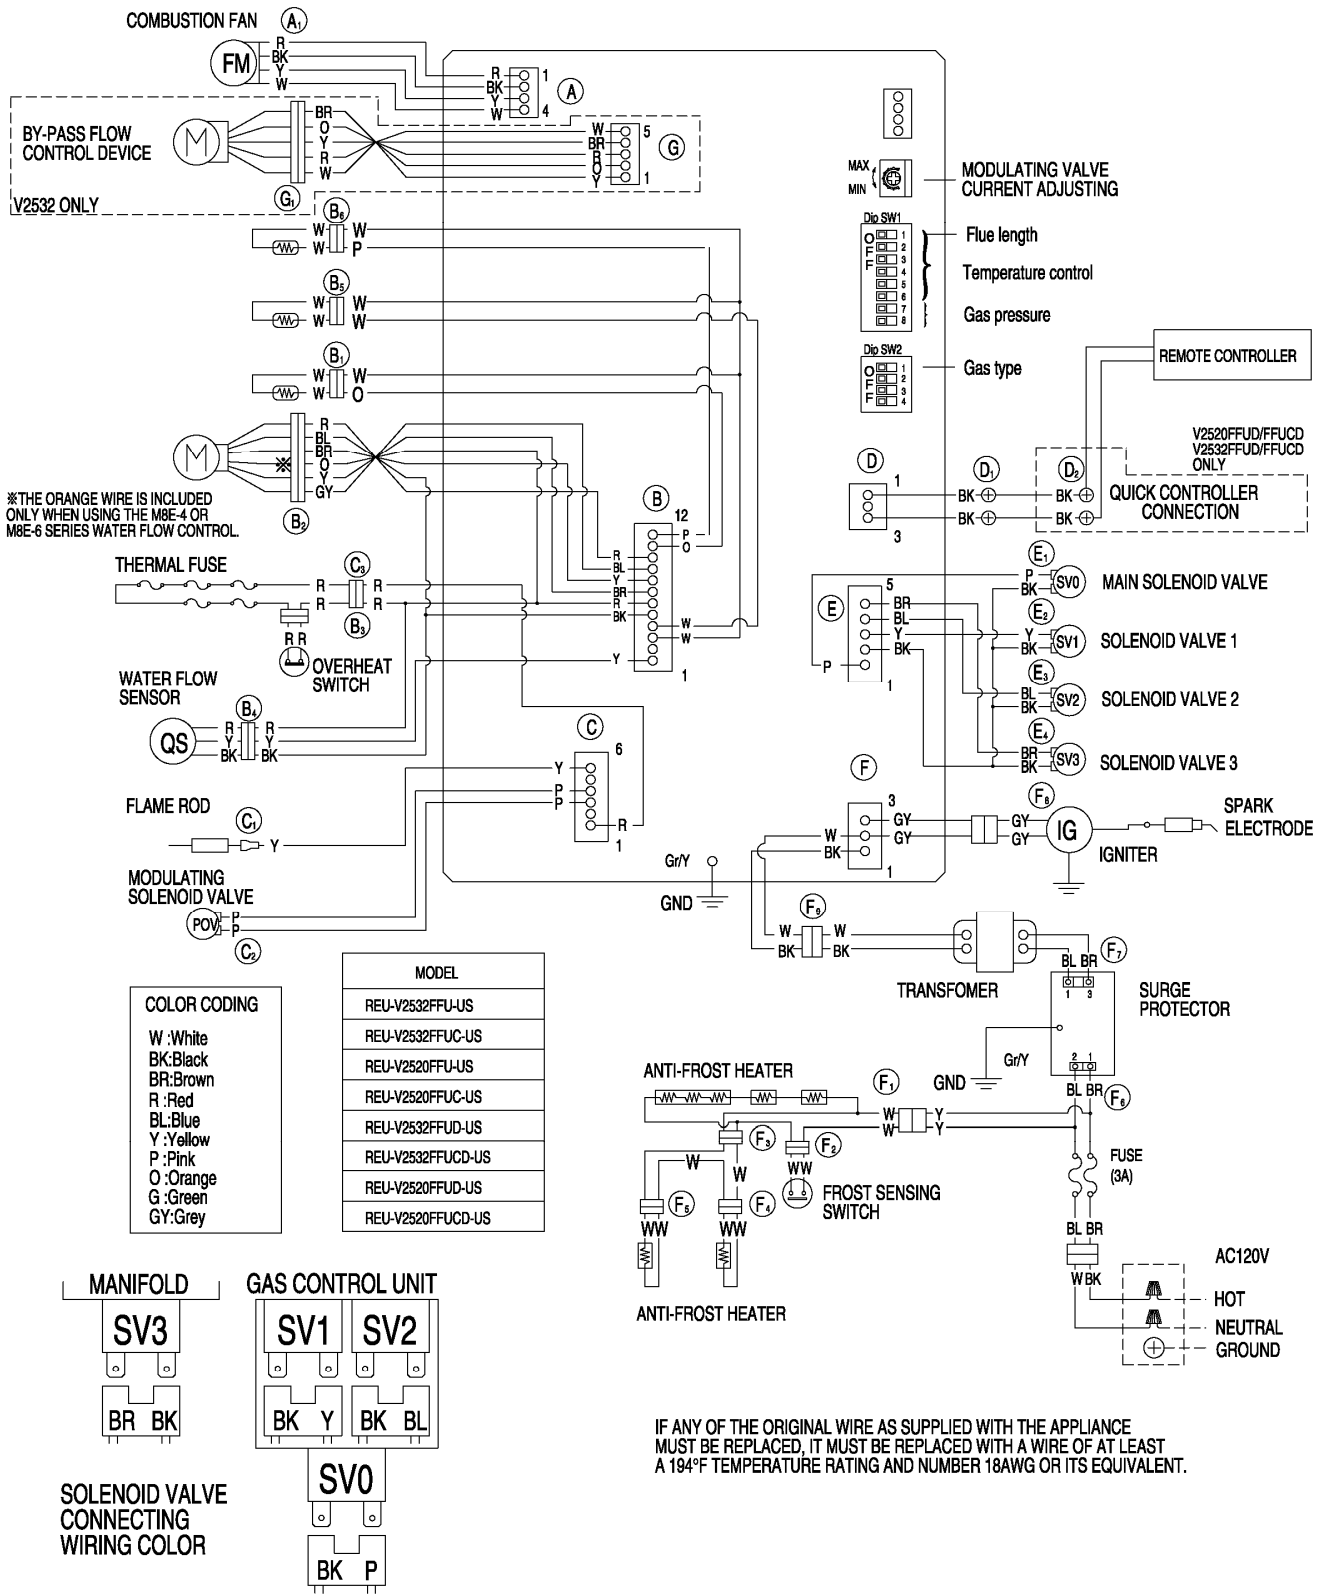 COMBUSTION FAN A1
FM
R
BK
Y
W
R
BK
Y
W
1
4
A
BY-PASS FLOW
CONTROL DEVICE
M
BR
O
Y
R
W
G1
V2532 ONLY
W
BR
R
O
Y
5
1
G
MAX
MIN
MODULATING VALVE
CURRENT ADJUSTING
Dip SW1
OFF
1
2
3
4
5
6
7
8
Flue length
Temperature control
Gas pressure
Dip SW2
OFF
1
2
3
4
Gas type
B6
W W
W P
B5
W W
W W
B1
W W
W O
M
R
BL
BR
※ O
Y
GY
B2
※THE ORANGE WIRE IS INCLUDED
ONLY WHEN USING THE M8E-4 OR
M8E-6 SERIES WATER FLOW CONTROL.
B
12
P
O
R
BL
Y
BR
R
BK
W
W
Y
1
REMOTE CONTROLLER
V2520FFUD/FFUCD
V2532FFUD/FFUCD
ONLY
QUICK CONTROLLER
CONNECTION
D
1
3
D1
D2
BK BK
BK BK
THERMAL FUSE
C3
R R
R R
B3
R R
OVERHEAT
SWITCH
WATER FLOW
SENSOR
QS
B4
R R
Y Y
BK BK
E
5
BR
BL
Y
BK
P
1
E1
P
BK
SV0
MAIN SOLENOID VALVE
E2
Y
BK
SV1
SOLENOID VALVE 1
E3
BL
BK
SV2
SOLENOID VALVE 2
E4
BR
BK
SV3
SOLENOID VALVE 3
C
6
Y
P
P
R
1
FLAME ROD
C1
Y
MODULATING
SOLENOID VALVE
POV
P
P
C2
F
3
GY
W GY
BK
1
F8
GY
GY
IG
IGNITER
SPARK
ELECTRODE
Gr/Y
GND
F9
W W
BK BK
TRANSFOMER
F7
BL BR
1 3
SURGE
PROTECTOR
Gr/Y
GND
2 1
BL BR
F6
MODEL
REU-V2532FFU-US
REU-V2532FFUC-US
REU-V2520FFU-US
REU-V2520FFUC-US
REU-V2532FFUD-US
REU-V2532FFUCD-US
REU-V2520FFUD-US
REU-V2520FFUCD-US
COLOR CODING
W :White
BK:Black
BR:Brown
R :Red
BL:Blue
Y :Yellow
P :Pink
O :Orange
G :Green
GY:Grey
ANTI-FROST HEATER
F1
W Y
W Y
F3
F2
W
W
WW
FROST SENSING
SWITCH
F5
F4
WW
WW
ANTI-FROST HEATER
FUSE
(3A)
BL BR
W BK
AC120V
HOT
NEUTRAL
GROUND
MANIFOLD
SV3
BR BK
GAS CONTROL UNIT
SV1 SV2
BK Y BK BL
SV0
BK P
SOLENOID VALVE
CONNECTING
WIRING COLOR
IF ANY OF THE ORIGINAL WIRE AS SUPPLIED WITH THE APPLIANCE
MUST BE REPLACED, IT MUST BE REPLACED WITH A WIRE OF AT LEAST
A 194°F TEMPERATURE RATING AND NUMBER 18AWG OR ITS EQUIVALENT.